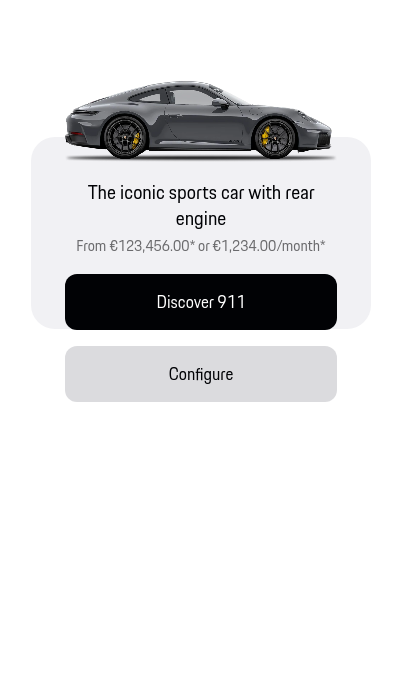 The iconic sports car with rear
engine
From €123,456.00* or €1,234.00/month*
Discover 911
Configure